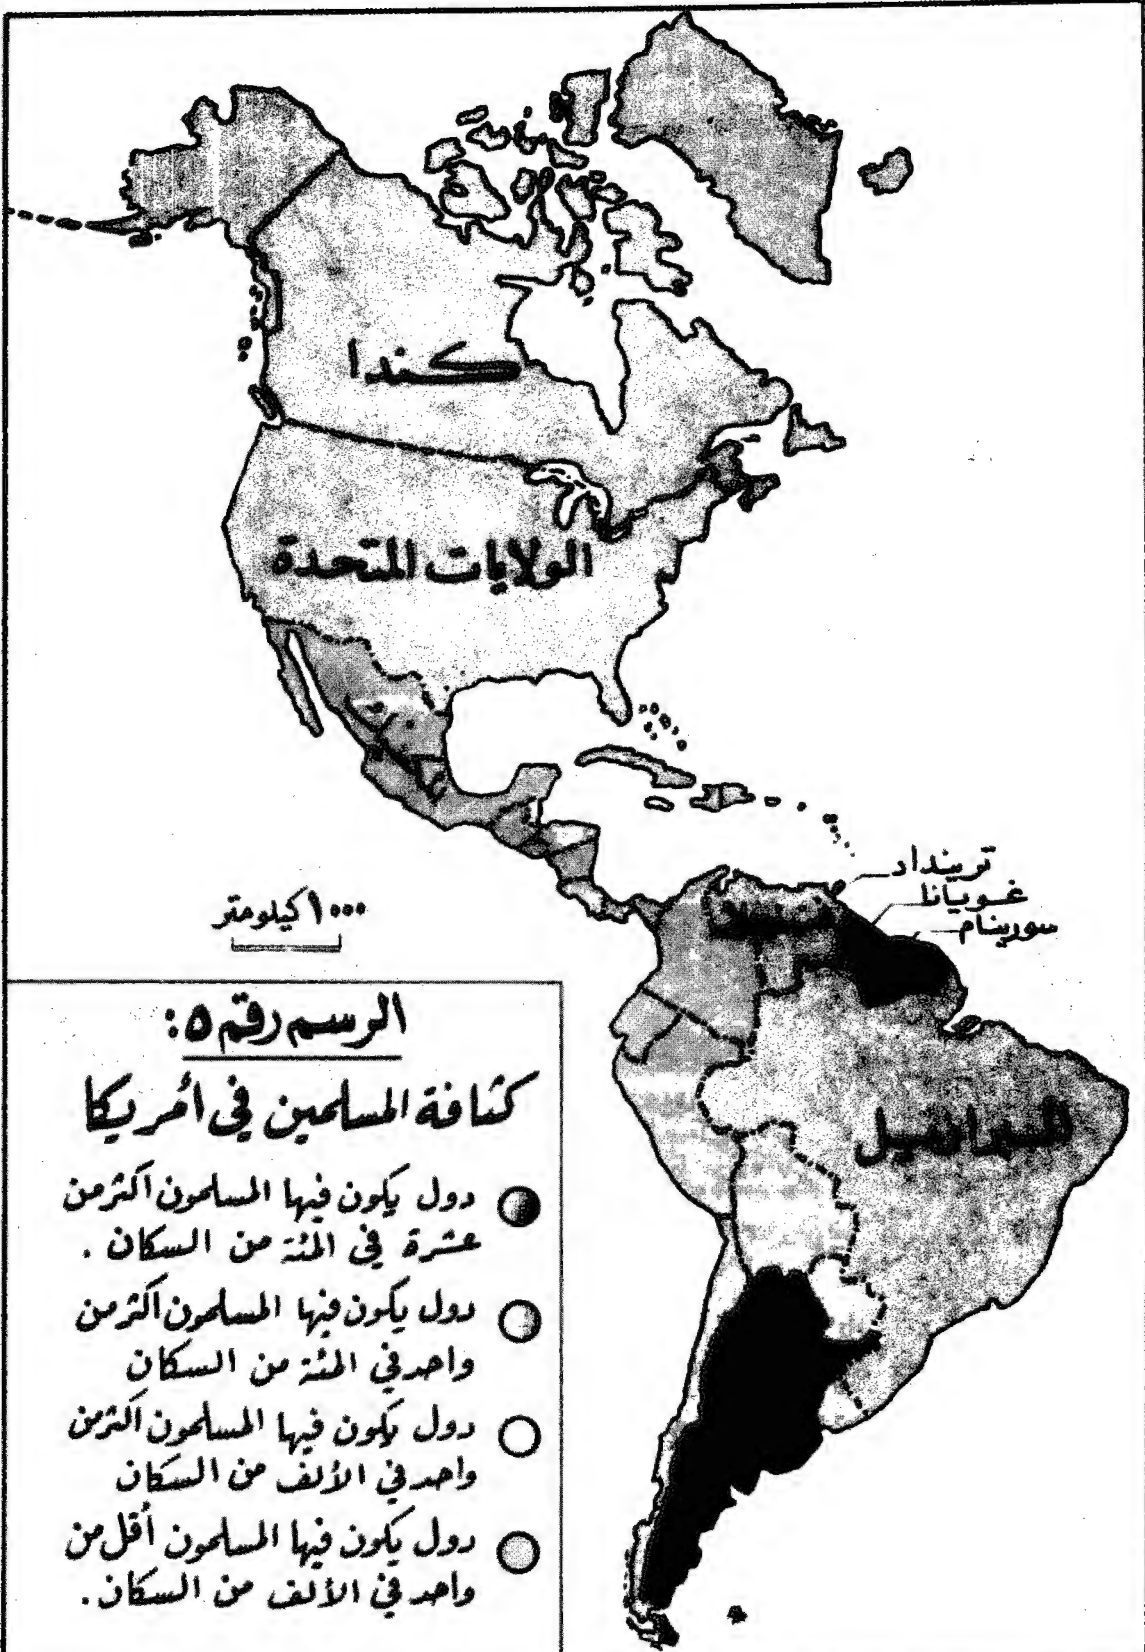 كندا
الولايات المتحدة
ترينداد
غويانا
سورينام
١٠٠٠ كيلومتر
الرسم رقم ٥:
كثافة المسلمين في أمريكا
دول يكون فيها المسلمون أكثر من
عشرة في المئة من السكان .
دول يكون فيها المسلمون أكثر من
واحد في المئة من السكان
دول يكون فيها المسلمون أكثر من
واحد في الألف من السكان
دول يكون فيها المسلمون أقل من
واحد في الألف من السكان .